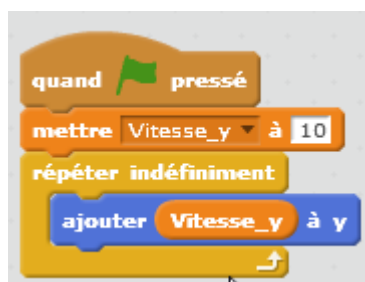 quand pressé
mettre Vitesse_y à 10
répéter indéfiniment
ajouter Vitesse_y à y